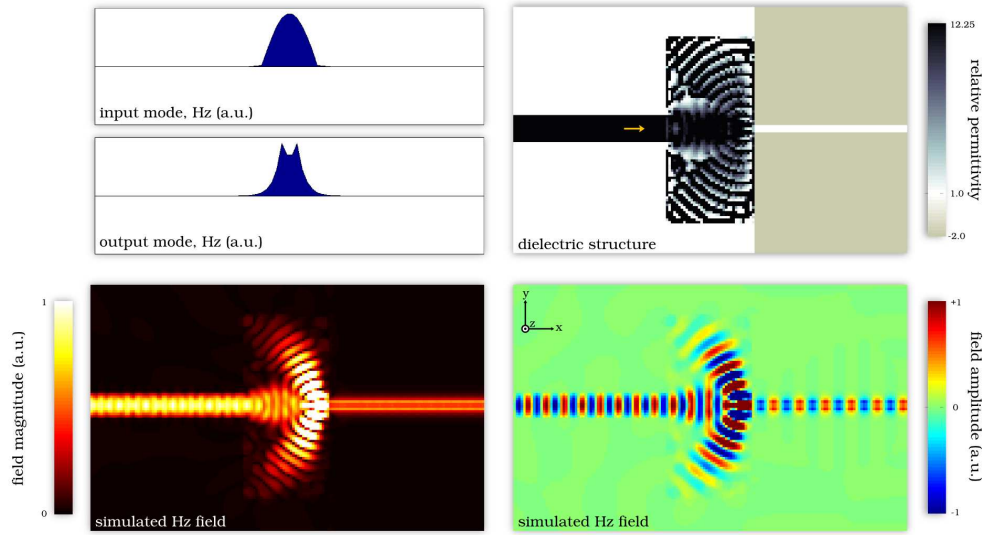 input mode, Hz (a.u.)
output mode, Hz (a.u.)
dielectric structure
12.25
1.0
-2.0
relative permittivity
field magnitude (a.u.)
1
0
simulated Hz field
y
z
x
simulated Hz field
+1
0
-1
field amplitude (a.u.)